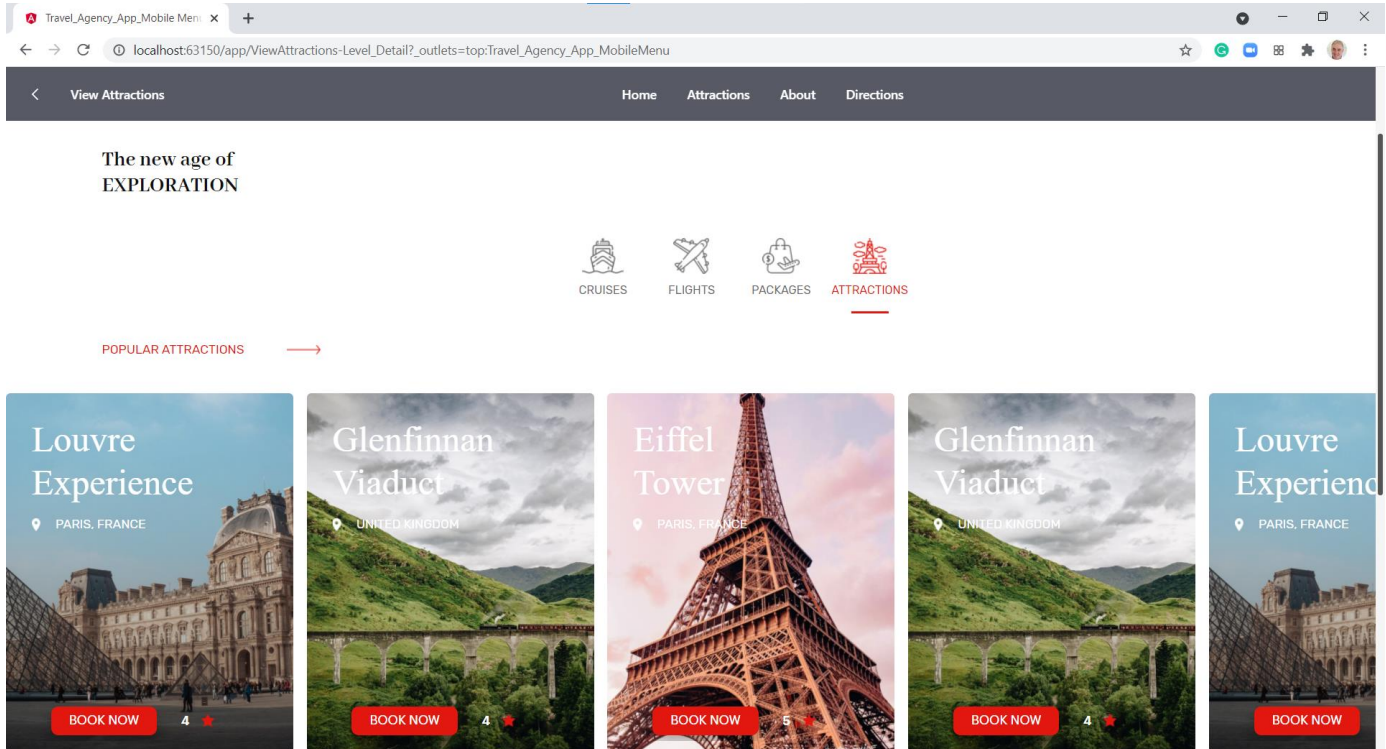 Travel_Agency_App_Mobile Men
localhost:63150/app/ViewAttractions-Level_Detail?_outlets=top:Travel_Agency_App_MobileMenu
View Attractions
Home Attractions About Directions
The new age of
EXPLORATION
CRUISES FLIGHTS PACKAGES ATTRACTIONS
POPULAR ATTRACTIONS
Louvre
Experience
PARIS, FRANCE
BOOK NOW 4
Glenfinnan
Viaduct
UNITED KINGDOM
BOOK NOW 4
Eiffel
Tower
PARIS, FRANCE
BOOK NOW 5
Glenfinnan
Viaduct
UNITED KINGDOM
BOOK NOW 4
Louvre
Experienc
PARIS, FRANCE
BOOK NOW